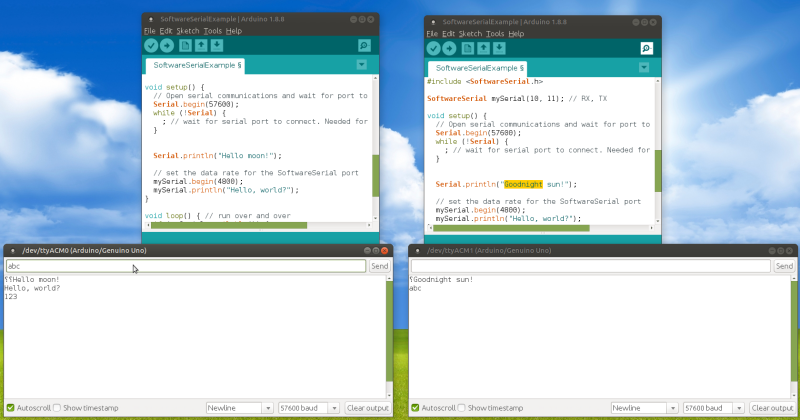 SoftwareSerialExample | Arduino 1.8.8
File Edit Sketch Tools Help
SoftwareSerialExample §
void setup() {
// Open serial communications and wait for port to
Serial.begin(57600);
while (!Serial) {
; // wait for serial port to connect. Needed for
}
Serial.println("Hello moon!");
// set the data rate for the SoftwareSerial port
mySerial.begin(4800);
mySerial.println("Hello, world?");
}
void loop() { // run over and over
SoftwareSerialExample | Arduino 1.8.8
File Edit Sketch Tools Help
SoftwareSerialExample §
#include <SoftwareSerial.h>
SoftwareSerial mySerial(10, 11); // RX, TX
void setup() {
// Open serial communications and wait for port to
Serial.begin(57600);
while (!Serial) {
; // wait for serial port to connect. Needed for
}
Serial.println("Goodnight sun!");
// set the data rate for the SoftwareSerial port
mySerial.begin(4800);
mySerial.println("Hello, world?");
/dev/ttyACM0 (Arduino/Genuino Uno)
abc
Send
⸮⸮Hello moon!
Hello, world?
123
Autoscroll Show timestamp Newline 57600 baud Clear output
/dev/ttyACM1 (Arduino/Genuino Uno)
Send
⸮Goodnight sun!
abc
Autoscroll Show timestamp Newline 57600 baud Clear output